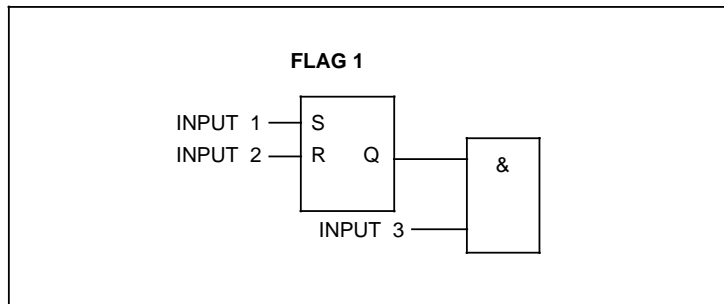 FLAG 1
INPUT 1 S
INPUT 2 R Q
&
INPUT 3